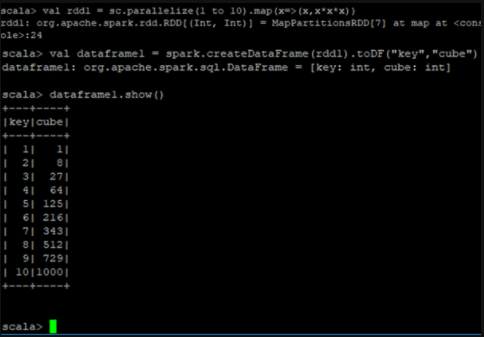 scala> val rdd1 = sc.parallelize(1 to 10).map(x=>(x,x*x*x))
rdd1: org.apache.spark.rdd.RDD[(Int, Int)] = MapPartitionsRDD[7] at map at <cons
ole>:24
scala> val dataframe1 = spark.createDataFrame(rdd1).toDF("key","cube")
dataframe1: org.apache.spark.sql.DataFrame = [key: int, cube: int]
scala> dataframe1.show()
+---+----+
|key|cube|
+---+----+
|  1|   1|
|  2|   8|
|  3|  27|
|  4|  64|
|  5| 125|
|  6| 216|
|  7| 343|
|  8| 512|
|  9| 729|
| 10|1000|
+---+----+
scala>